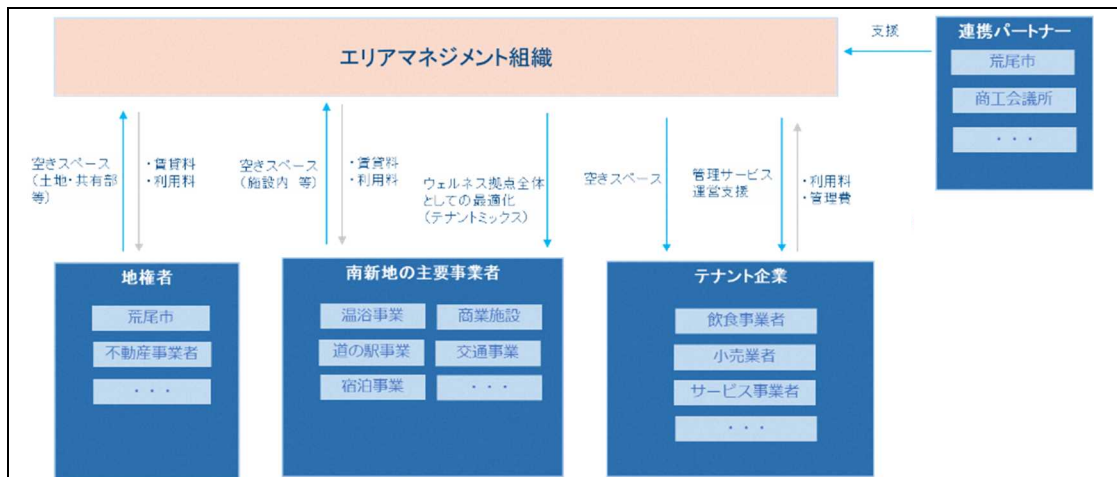 エリアマネジメント組織
支援
連携パートナー
荒尾市
商工会議所
・・・
空きスペース
(土地・共有部
等)
・賃貸料
・利用料
空きスペース
(施設内 等)
・賃貸料
・利用料
ウェルネス拠点全体
としての最適化
(テナントミックス)
空きスペース
管理サービス
運営支援
・利用料
・管理費
地権者
荒尾市
不動産事業者
・・・
南新地の主要事業者
温浴事業
商業施設
道の駅事業
交通事業
宿泊事業
・・・
テナント企業
飲食事業者
小売業者
サービス事業者
・・・